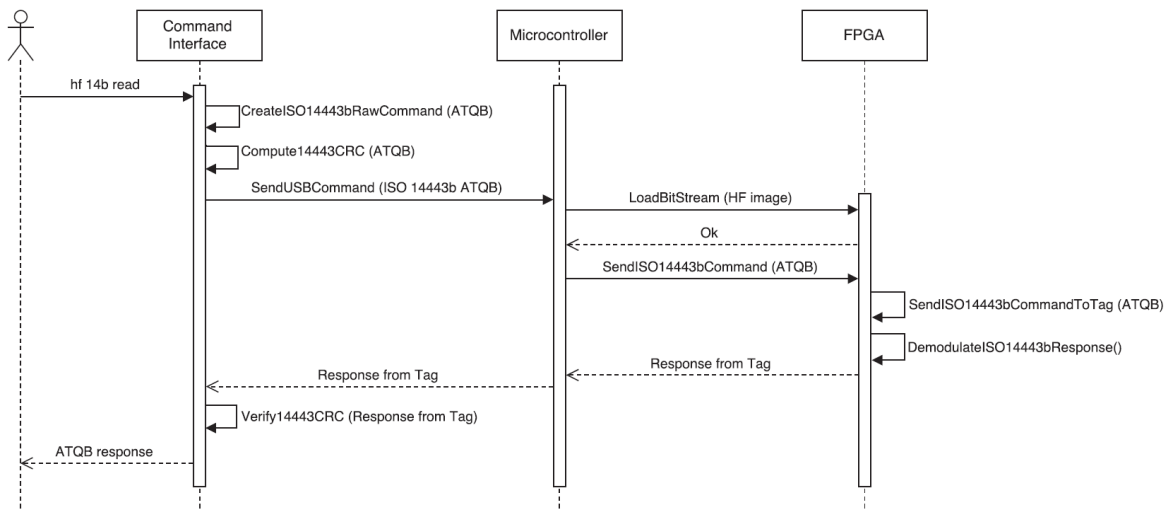 Command
Interface
Microcontroller
FPGA
hf 14b read
CreateISO14443bRawCommand (ATQB)
Compute14443CRC (ATQB)
SendUSBCommand (ISO 14443b ATQB)
LoadBitStream (HF image)
Ok
SendISO14443bCommand (ATQB)
SendISO14443bCommandToTag (ATQB)
DemodulateISO14443bResponse()
Response from Tag
Response from Tag
Verify14443CRC (Response from Tag)
ATQB response